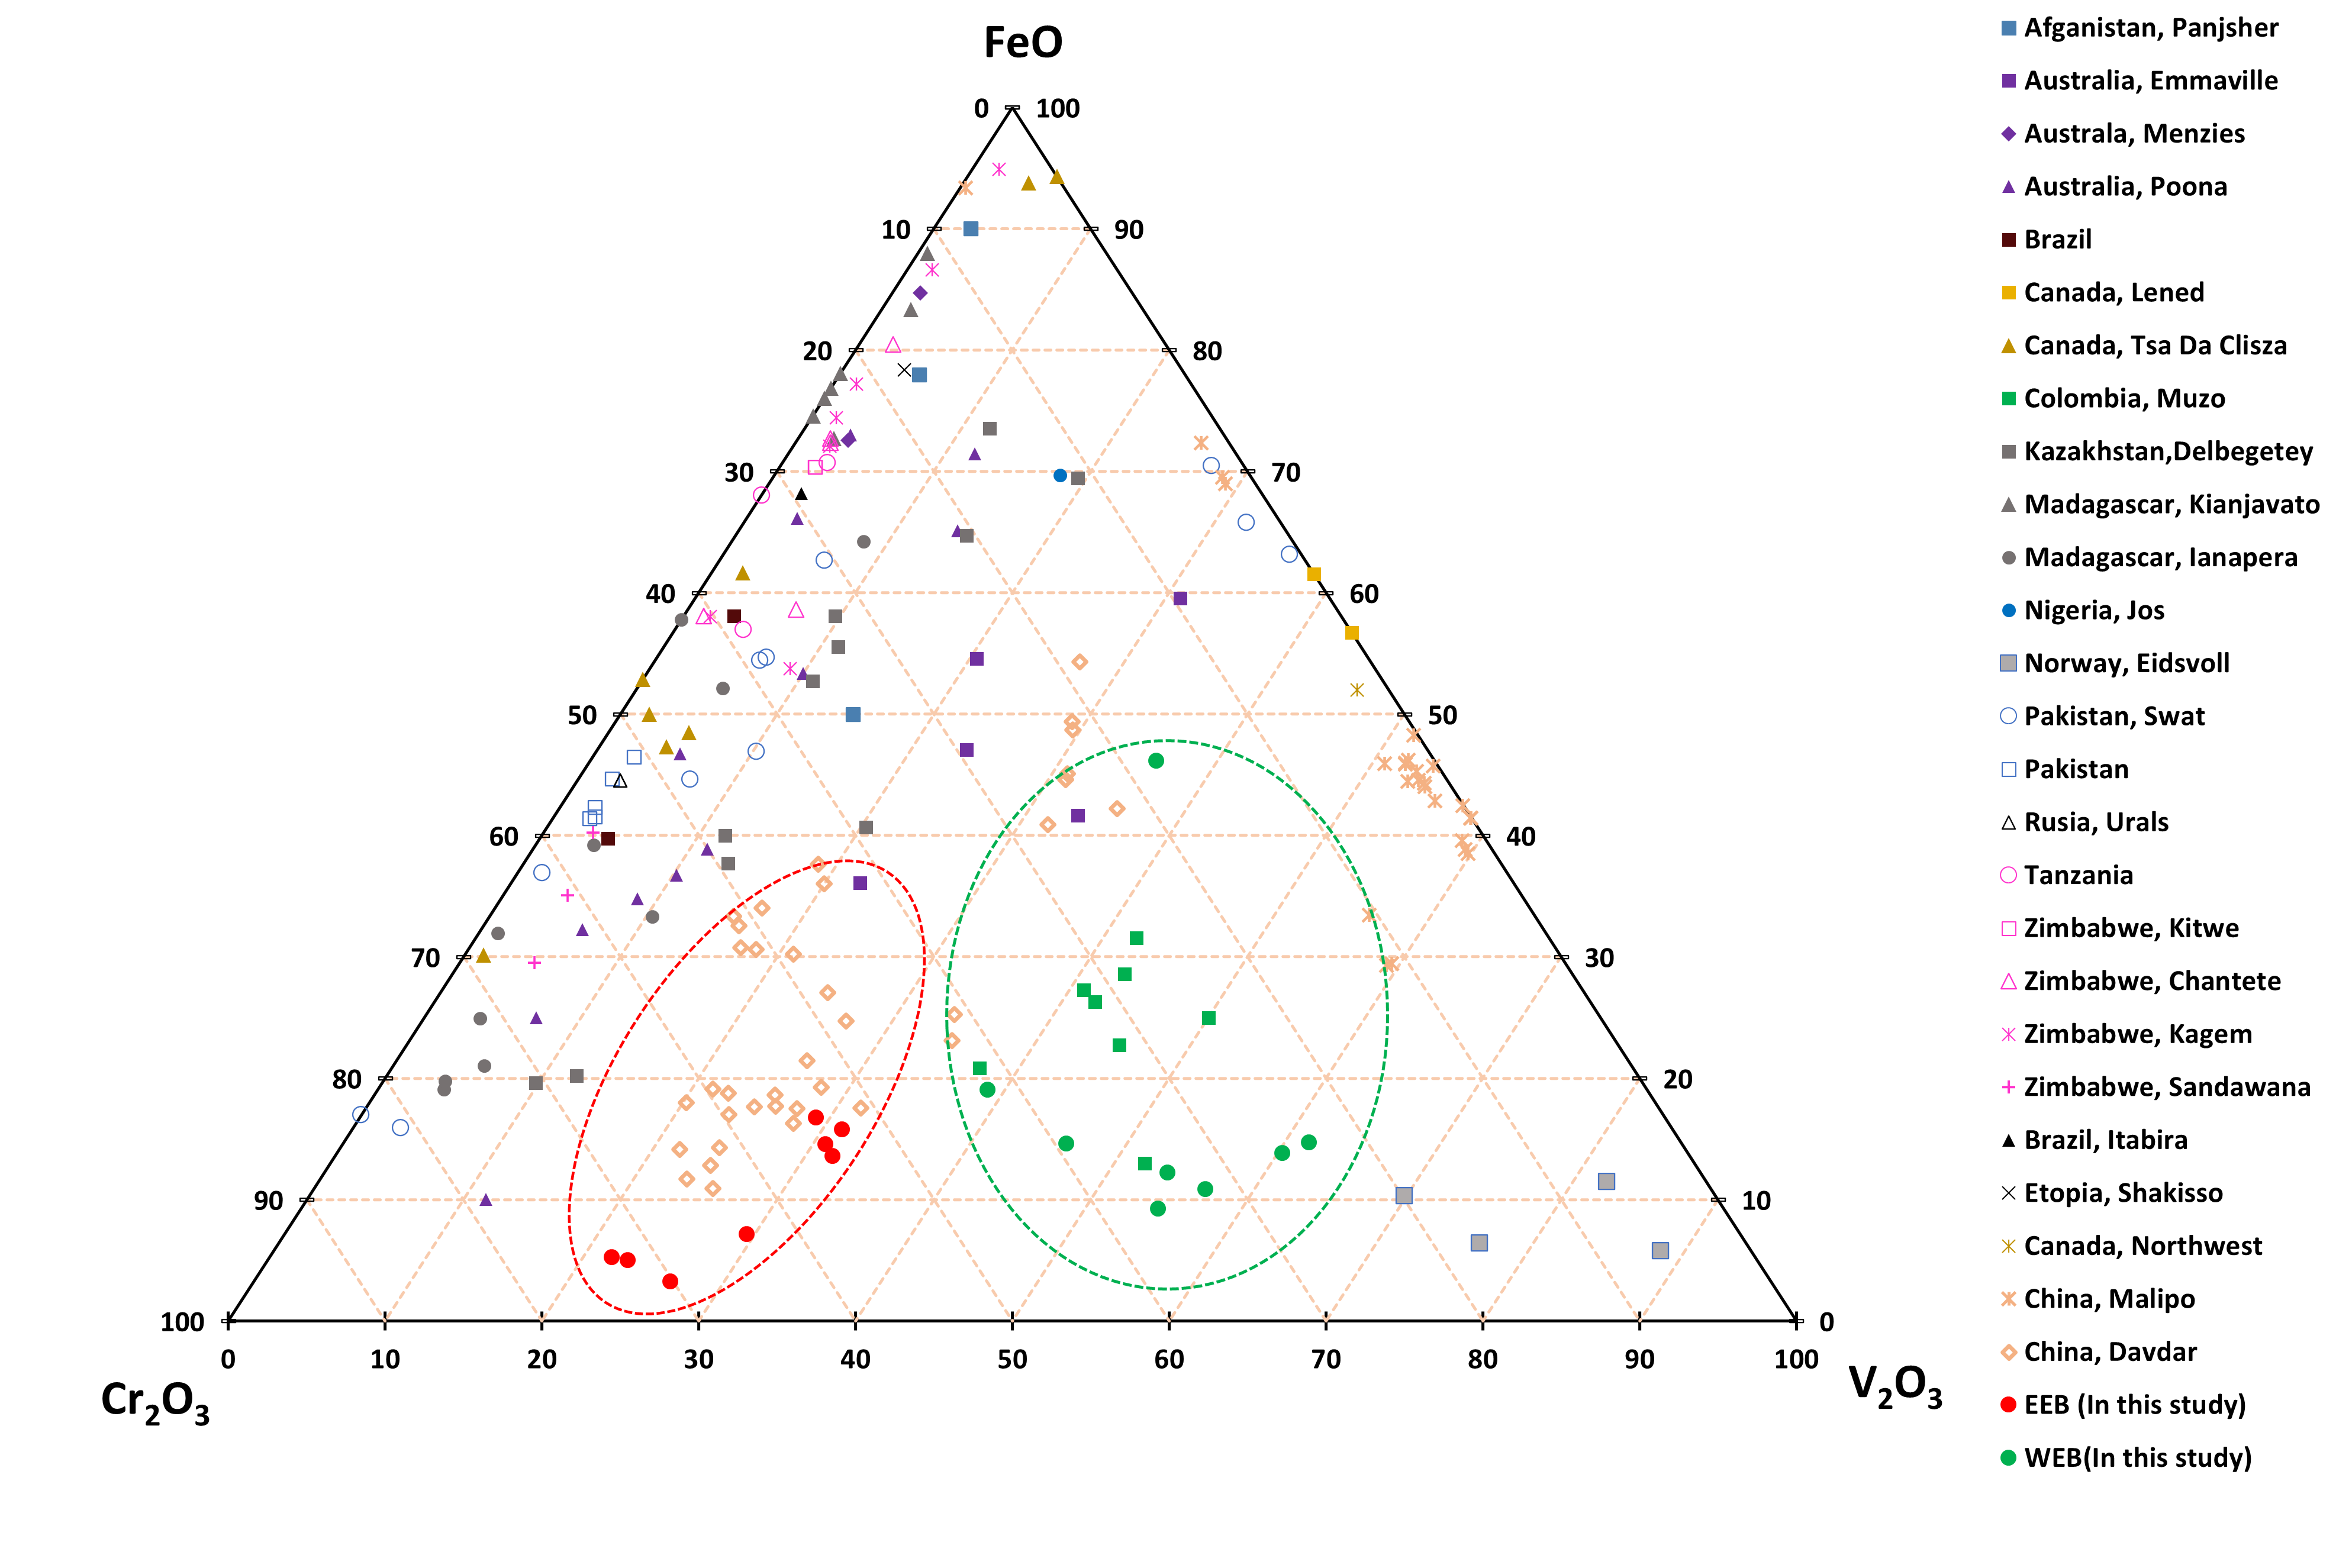 FeO
0 100
10 90
20 80
30 70
40 60
50 50
60 40
70 30
80 20
90 10
100 0
0 10 20 30 40 50 60 70 80 90 100
Cr₂O₃ V₂O₃
Afganistan, Panjsher
Australia, Emmaville
Australa, Menzies
Australia, Poona
Brazil
Canada, Lened
Canada, Tsa Da Clisza
Colombia, Muzo
Kazakhstan,Delbegetey
Madagascar, Kianjavato
Madagascar, Ianapera
Nigeria, Jos
Norway, Eidsvoll
Pakistan, Swat
Pakistan
Rusia, Urals
Tanzania
Zimbabwe, Kitwe
Zimbabwe, Chantete
Zimbabwe, Kagem
Zimbabwe, Sandawana
Brazil, Itabira
Etopia, Shakisso
Canada, Northwest
China, Malipo
China, Davdar
EEB (In this study)
WEB(In this study)